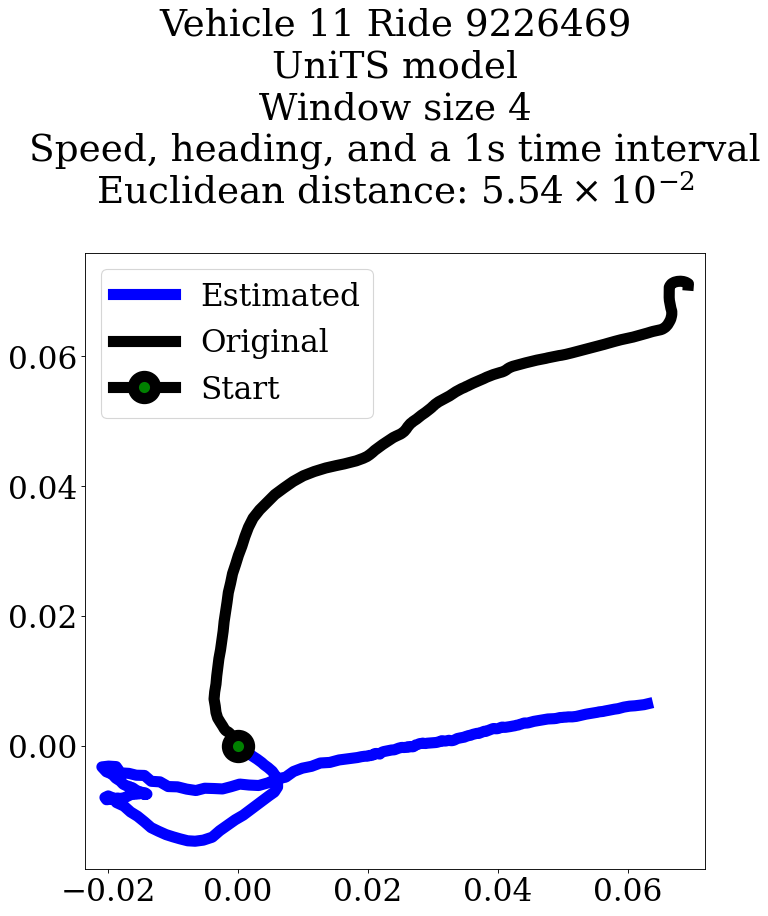 Vehicle 11 Ride 9226469
UniTS model
Window size 4
Speed, heading, and a 1s time interval
Euclidean distance: 5.54 × 10⁻²
Estimated
Original
Start
0.06
0.04
0.02
0.00
−0.02 0.00 0.02 0.04 0.06